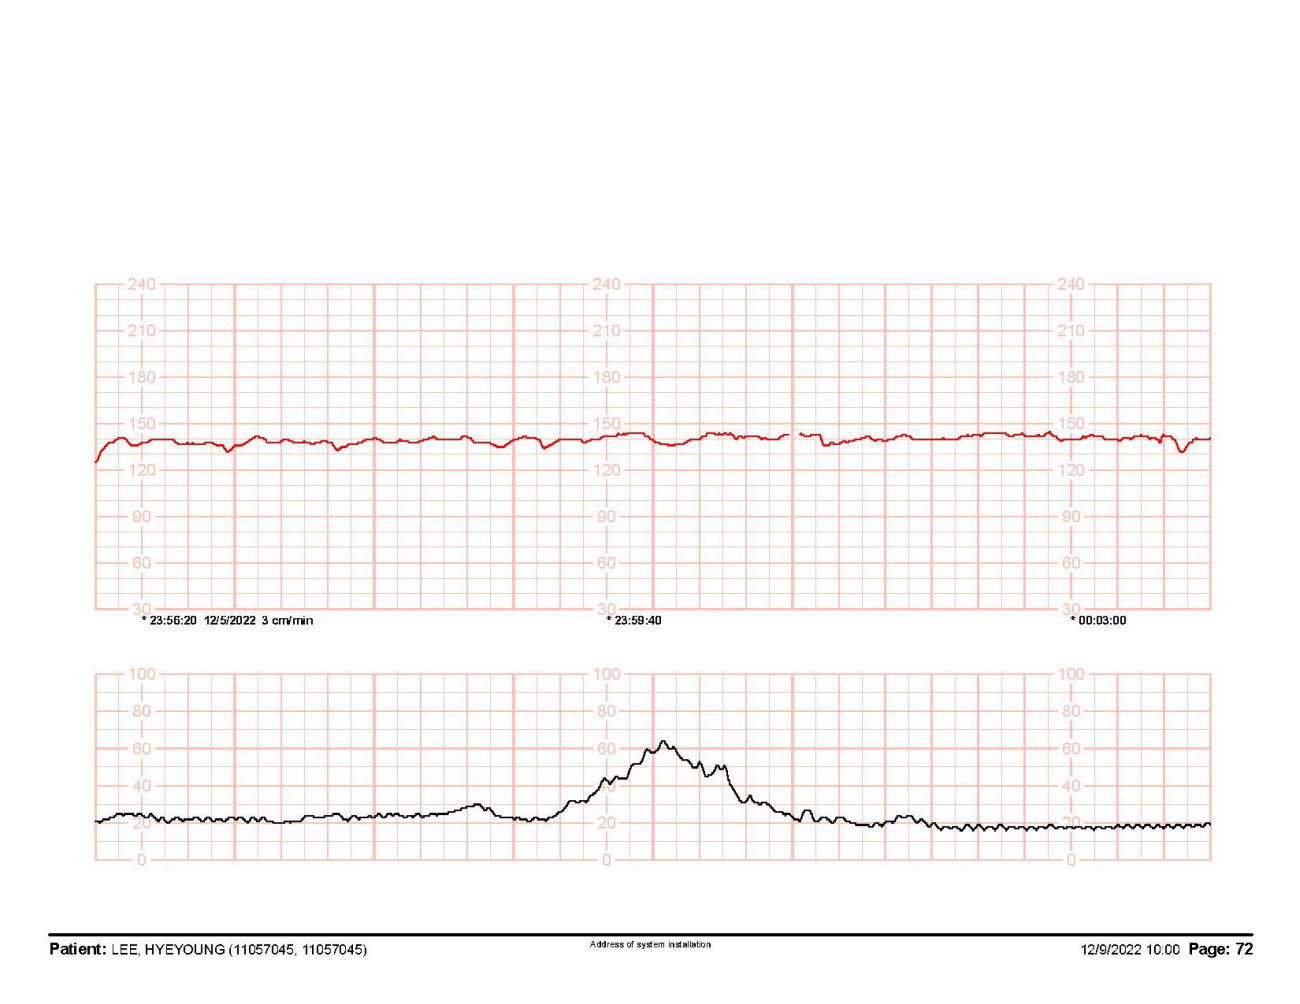 240 240 240
210 210 210
180 180 180
150 150 150
120 120 120
90 90 90
60 60 60
30 30 30
* 23:56:20 12/5/2022 3 cm/min * 23:59:40 * 00:03:00
100 100 100
80 80 80
60 60 60
40 40 40
20 20 20
0 0 0
Patient: LEE, HYEYOUNG (11057045, 11057045) Address of system installation 12/9/2022 10:00 Page: 72